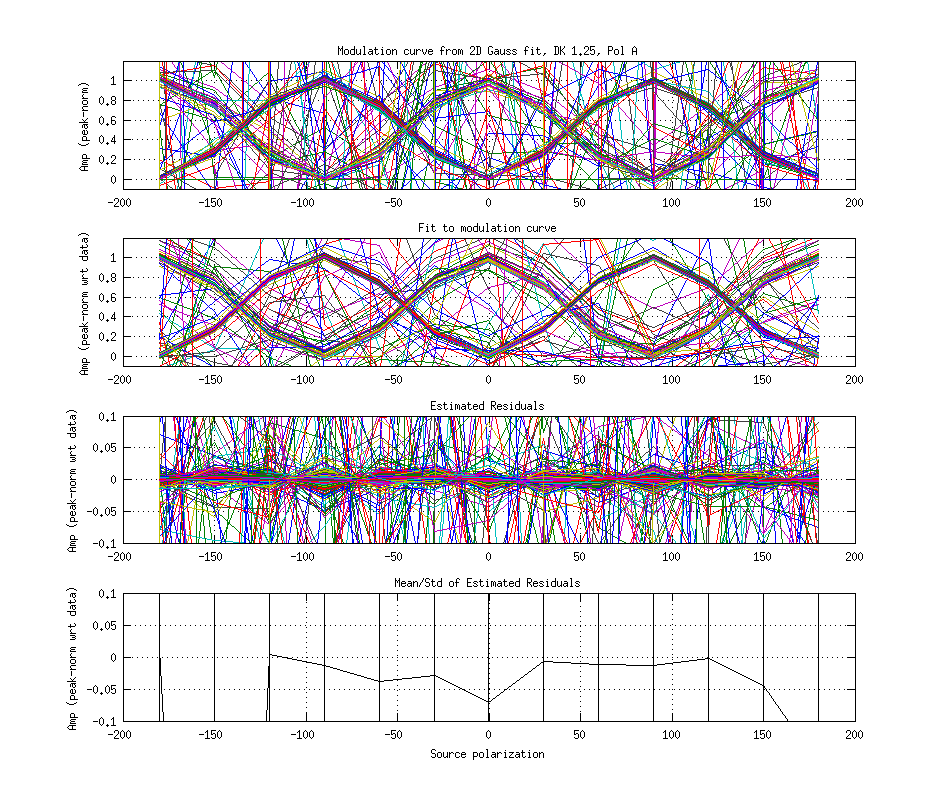 Modulation curve from 2D Gauss fit, DK 1.25, Pol A
Amp (peak-norm)
1
0.8
0.6
0.4
0.2
0
-200 -150 -100 -50 0 50 100 150 200
Fit to modulation curve
Amp (peak-norm wrt data)
1
0.8
0.6
0.4
0.2
0
-200 -150 -100 -50 0 50 100 150 200
Estimated Residuals
Amp (peak-norm wrt data)
0.1
0.05
0
-0.05
-0.1
-200 -150 -100 -50 0 50 100 150 200
Mean/Std of Estimated Residuals
Amp (peak-norm wrt data)
0.1
0.05
0
-0.05
-0.1
-200 -150 -100 -50 0 50 100 150 200
Source polarization